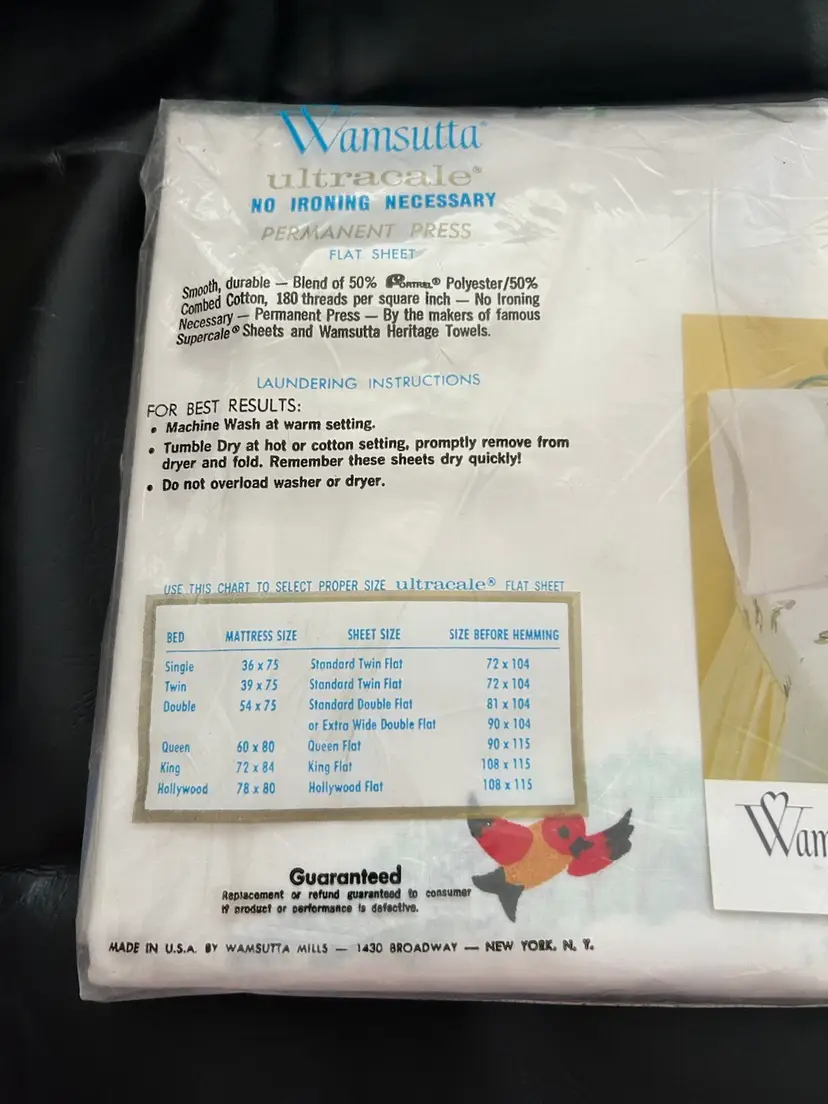 Wamsutta®
ultracale®
NO IRONING NECESSARY
PERMANENT PRESS
FLAT SHEET
Smooth, durable — Blend of 50% FORTREL® Polyester/50%
Combed Cotton, 180 threads per square inch — No Ironing
Necessary — Permanent Press — By the makers of famous
Supercale® Sheets and Wamsutta Heritage Towels.
LAUNDERING INSTRUCTIONS
FOR BEST RESULTS:
• Machine Wash at warm setting.
• Tumble Dry at hot or cotton setting, promptly remove from
dryer and fold. Remember these sheets dry quickly!
• Do not overload washer or dryer.
USE THIS CHART TO SELECT PROPER SIZE ultracale® FLAT SHEET
BED MATTRESS SIZE SHEET SIZE SIZE BEFORE HEMMING
Single 36 x 75 Standard Twin Flat 72 x 104
Twin 39 x 75 Standard Twin Flat 72 x 104
Double 54 x 75 Standard Double Flat 81 x 104
or Extra Wide Double Flat 90 x 104
Queen 60 x 80 Queen Flat 90 x 115
King 72 x 84 King Flat 108 x 115
Hollywood 78 x 80 Hollywood Flat 108 x 115
Wam
Guaranteed
Replacement or refund guaranteed to consumer
if product or performance is defective.
MADE IN U.S.A. BY WAMSUTTA MILLS — 1430 BROADWAY — NEW YORK, N. Y.